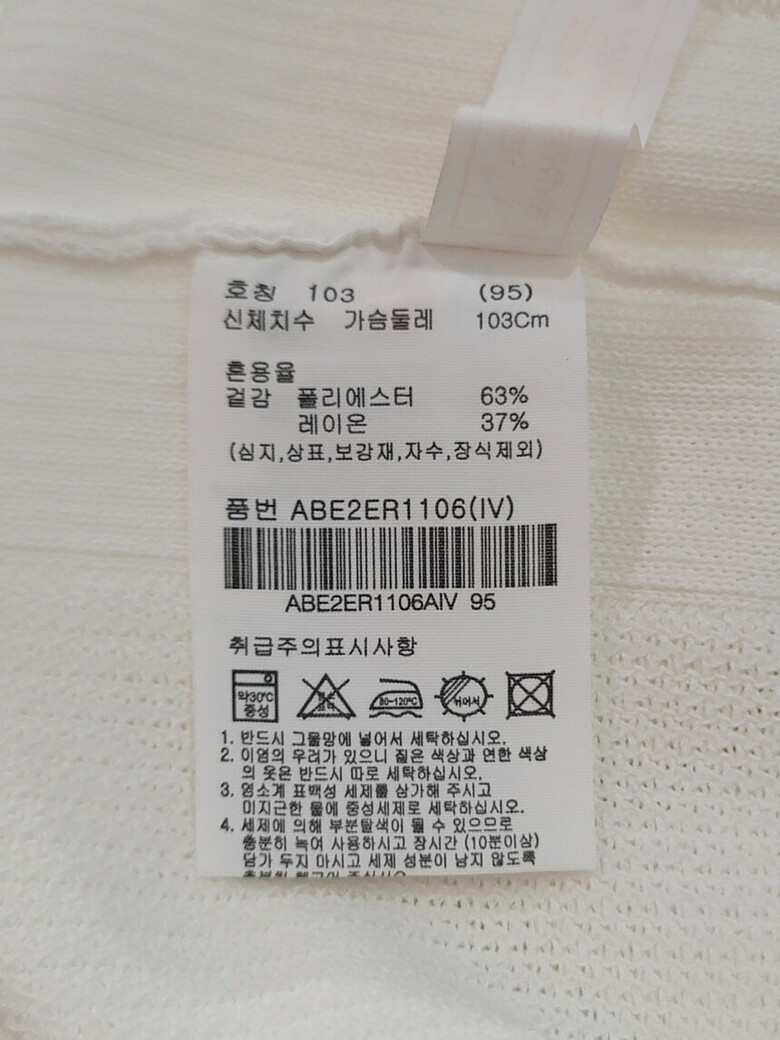 호칭 103 (95)
신체치수 가슴둘레 103Cm
혼용율
겉감 폴리에스터 63%
레이온 37%
(심지,상표,보강재,자수,장식제외)
품번 ABE2ER1106(IV)
ABE2ER1106AIV 95
취급주의표시사항
약30℃
중성
80~120℃
뉘어서
1. 반드시 그물망에 넣어서 세탁하십시오.
2. 이염의 우려가 있으니 짙은 색상과 연한 색상
의 옷은 반드시 따로 세탁하십시오.
3. 염소계 표백성 세제를 삼가해 주시고
미지근한 물에 중성세제로 세탁하십시오.
4. 세제에 의해 부분탈색이 될 수 있으므로
충분히 녹여 사용하시고 장시간 (10분이상)
담가 두지 마시고 세제 성분이 남지 않도록